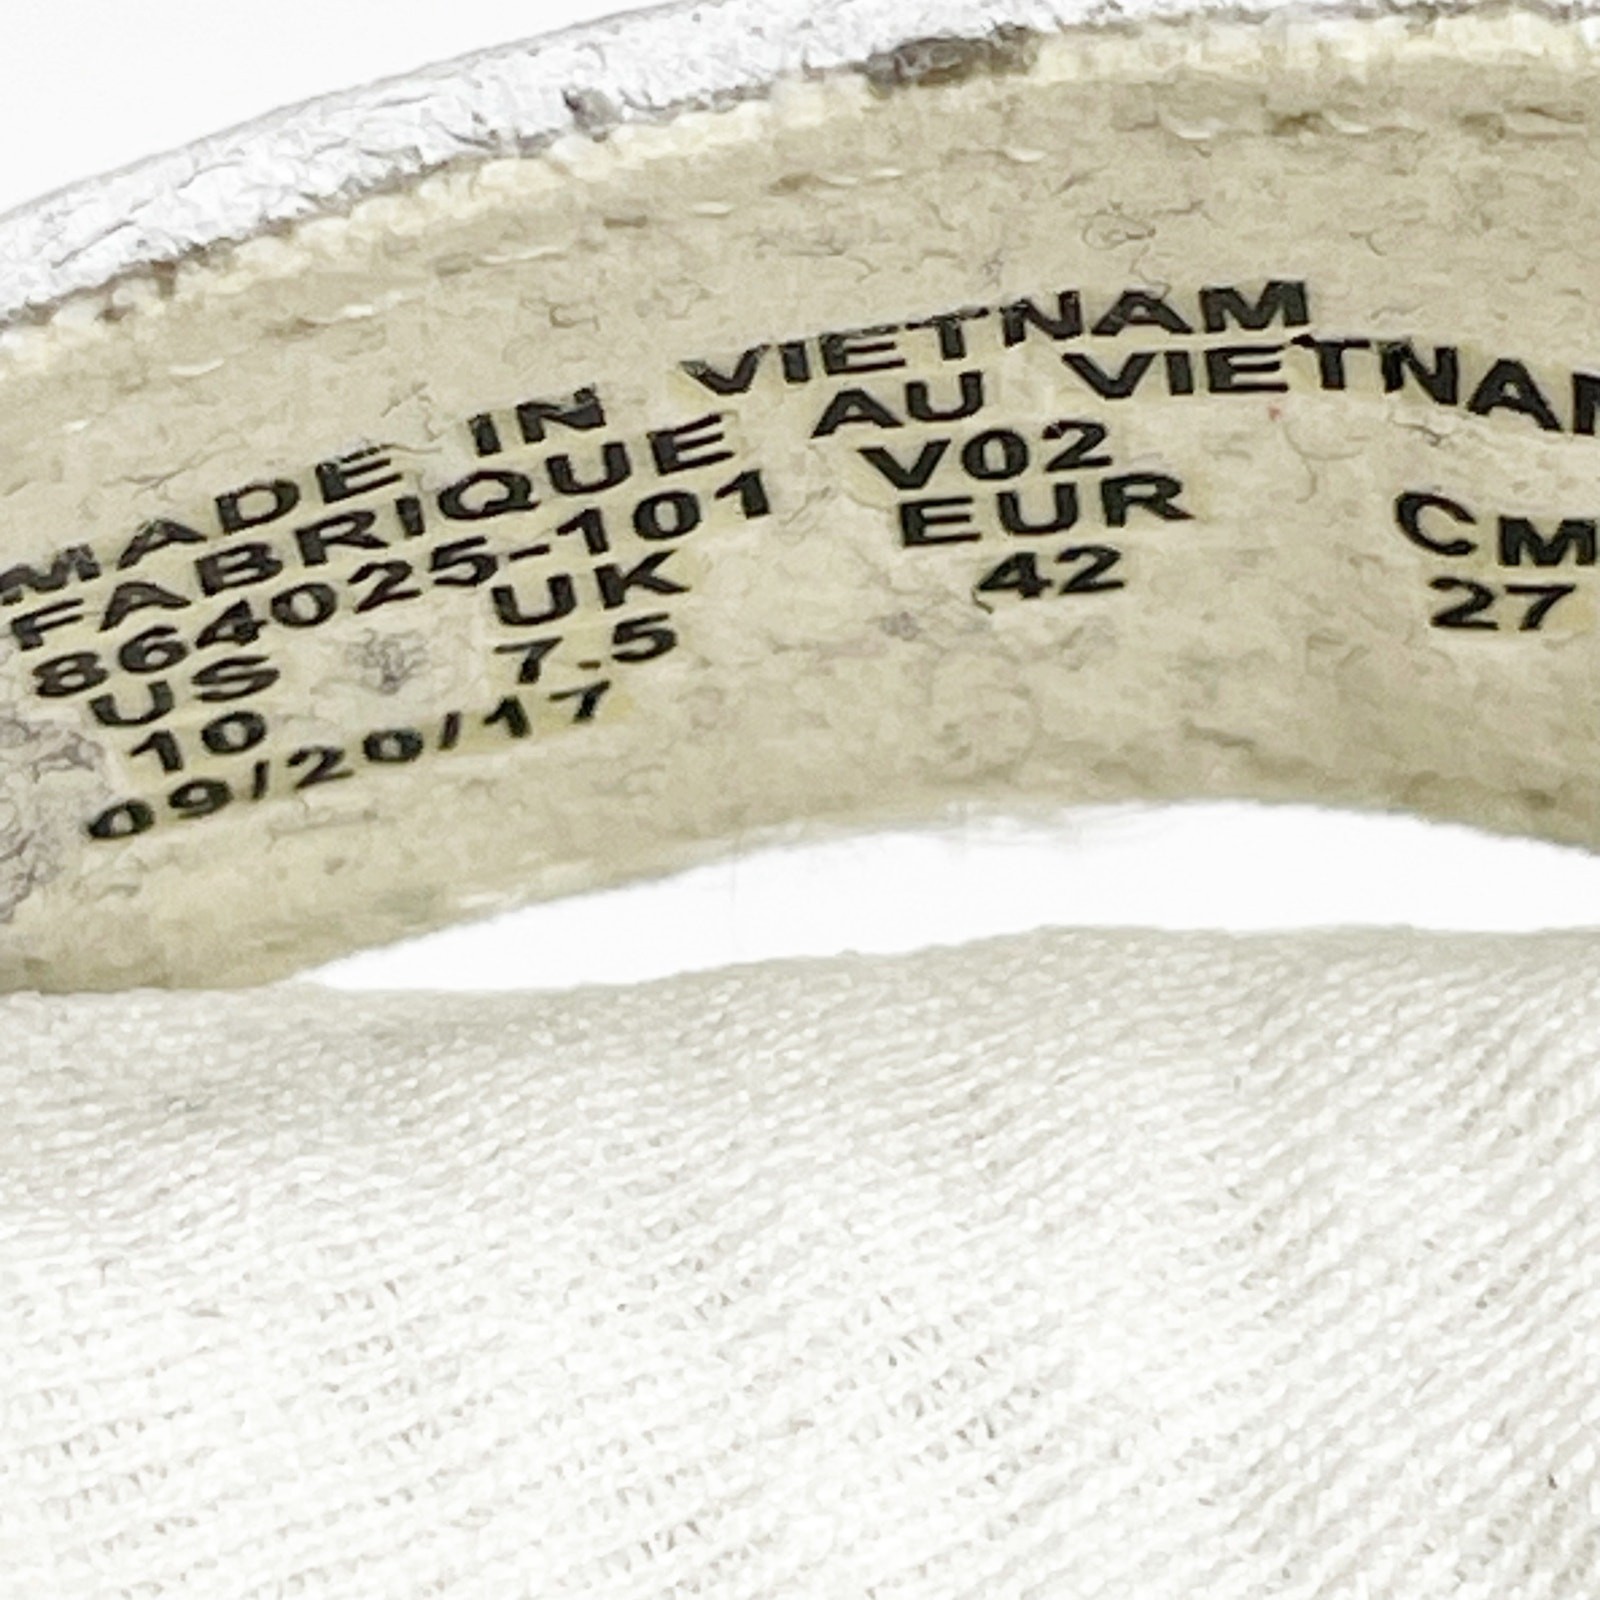 MADE IN VIETNAM
FABRIQUE AU VIETNAM
864025-101 V02
US UK EUR CM
10 7.5 42 27
09/20/17